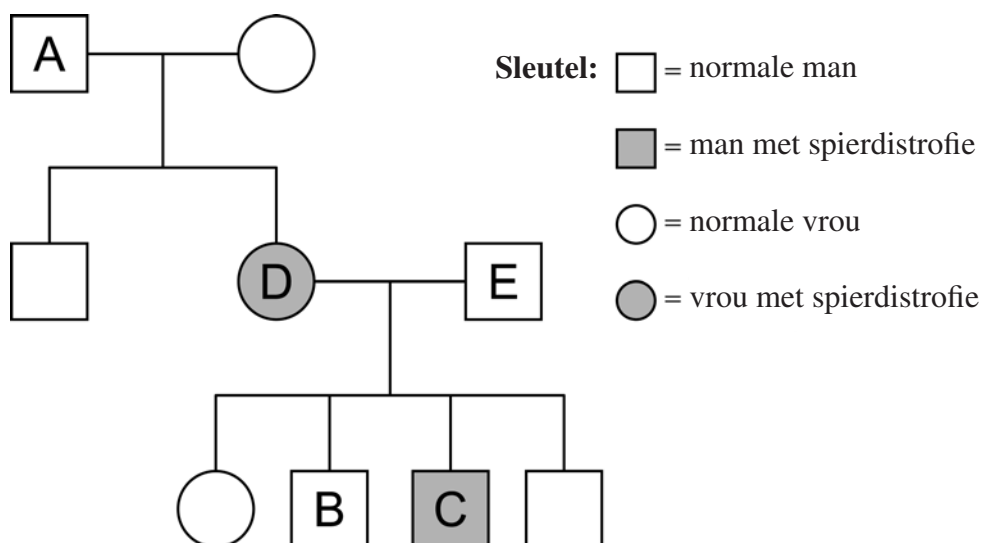 A
Sleutel: = normale man
= man met spierdistrofie
= normale vrou
= vrou met spierdistrofie
D
E
B
C